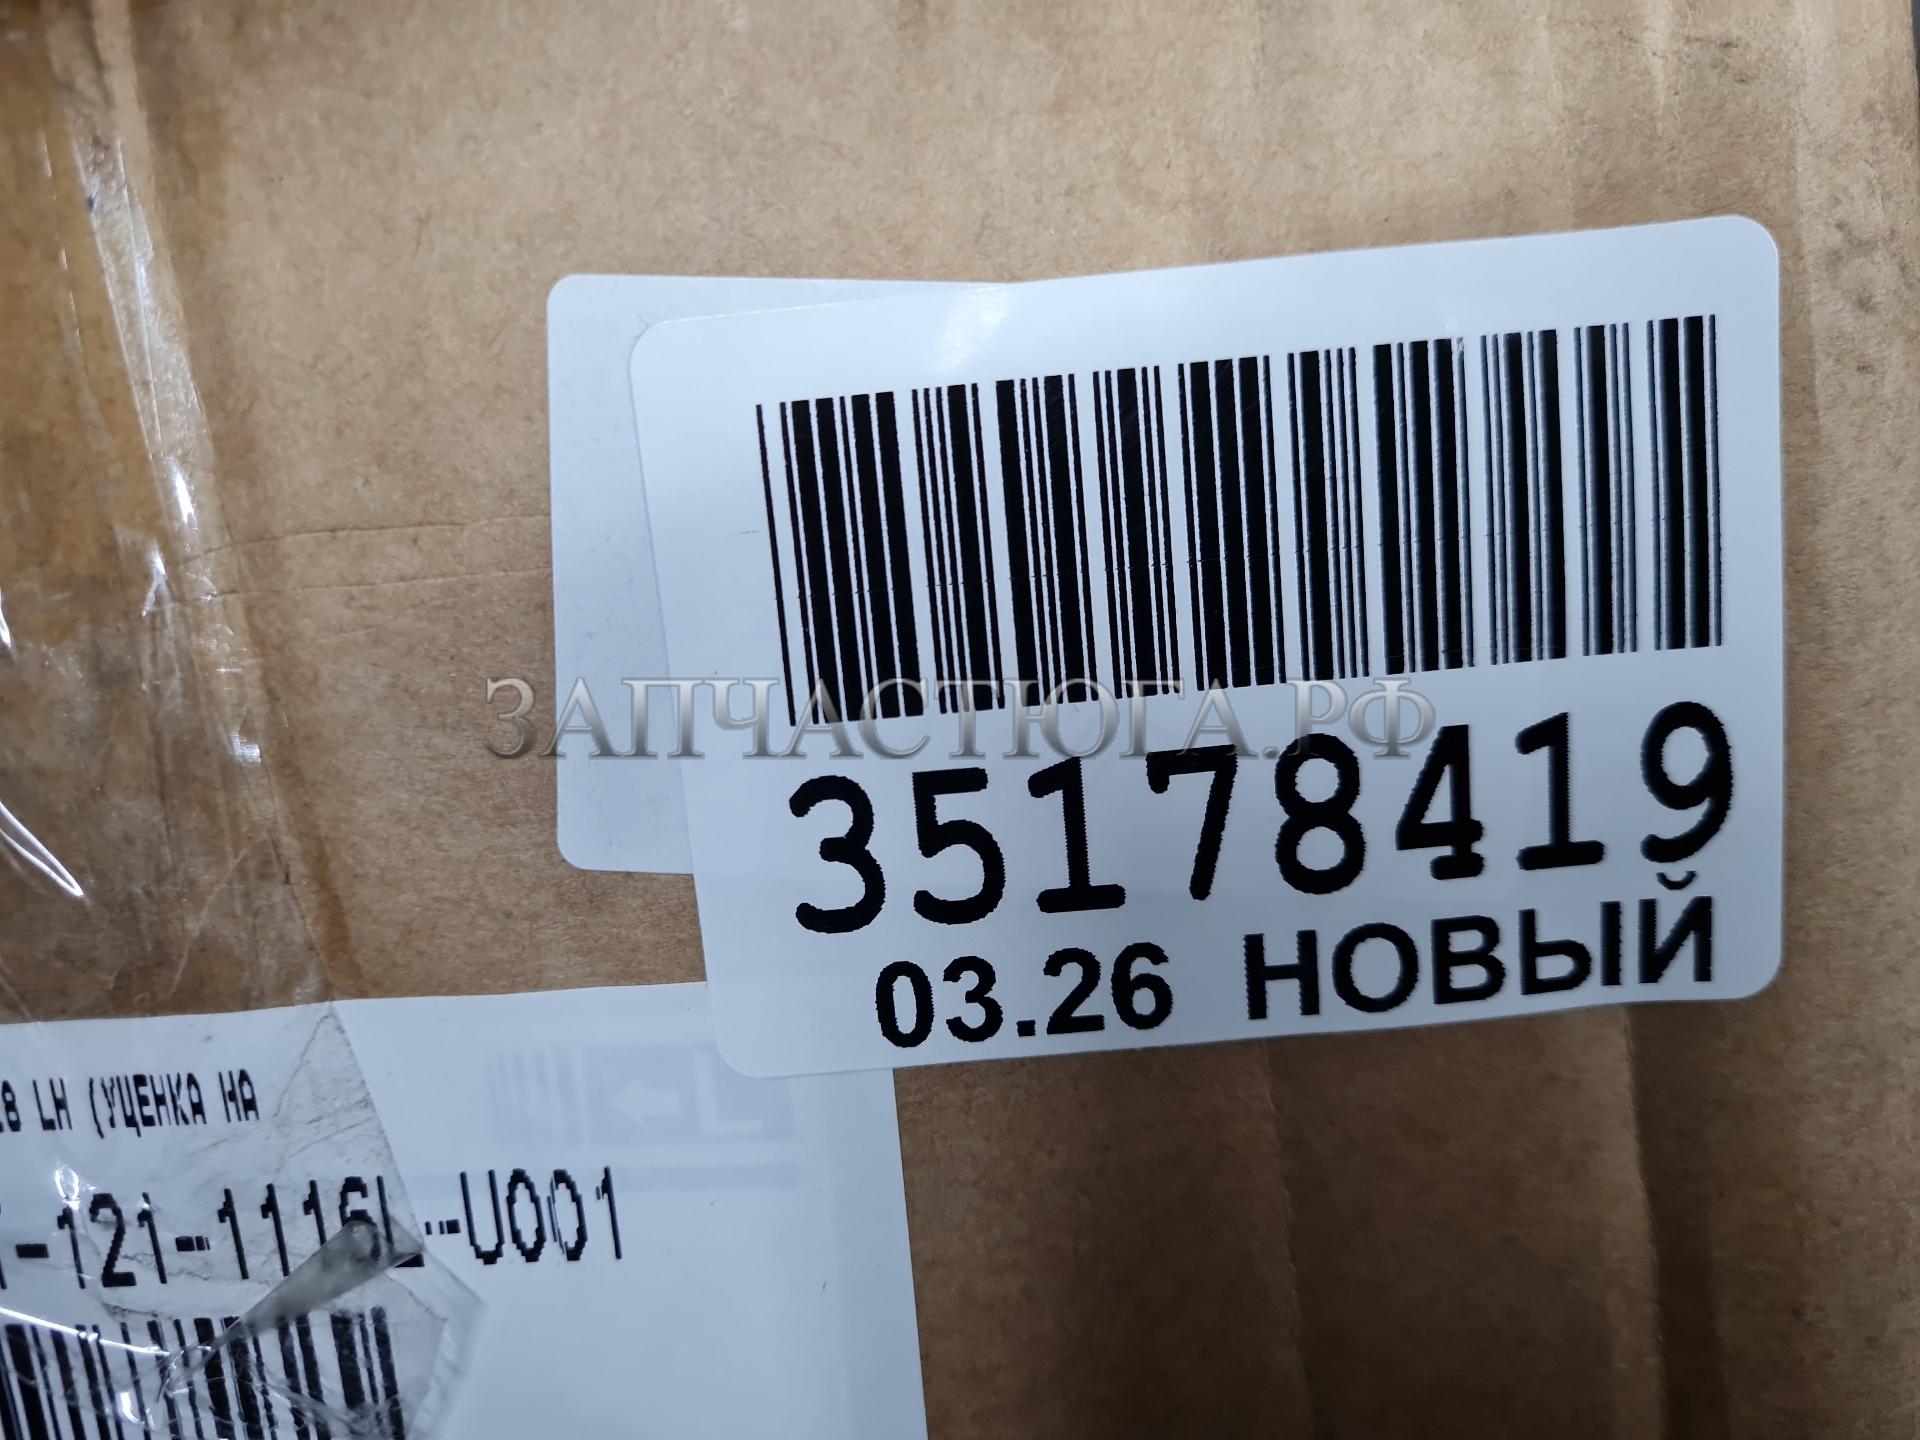 ЗАПЧАСТЮГА.РФ
35178419
03.26 НОВЫЙ
LH (УЦЕНКА НА
-121-1116L--U001